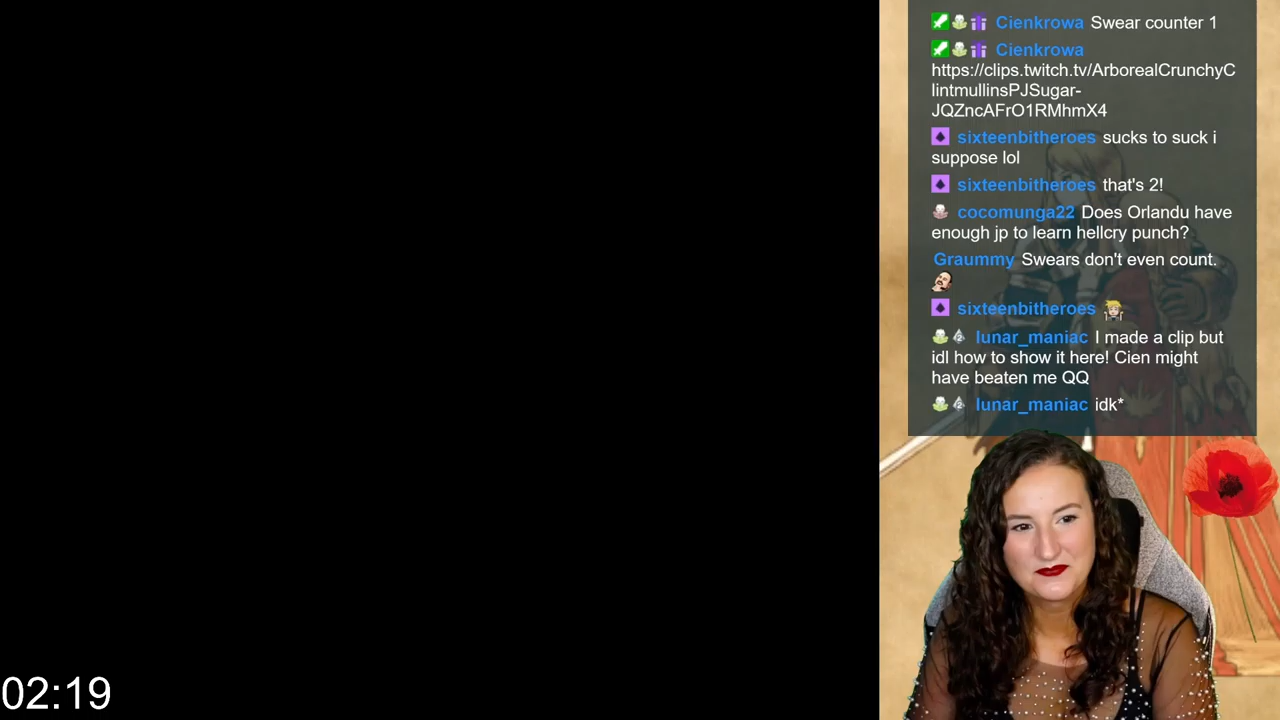 Cienkrowa Swear counter 1
Cienkrowa
https://clips.twitch.tv/ArborealCrunchyC
lintmullinsPJSugar-
JQZncAFrO1RMhmX4
sixteenbitheroes sucks to suck i
suppose lol
sixteenbitheroes that's 2!
cocomunga22 Does Orlandu have
enough jp to learn hellcry punch?
Graummy Swears don't even count.
sixteenbitheroes
lunar_maniac I made a clip but
idl how to show it here! Cien might
have beaten me QQ
lunar_maniac idk*
02:19